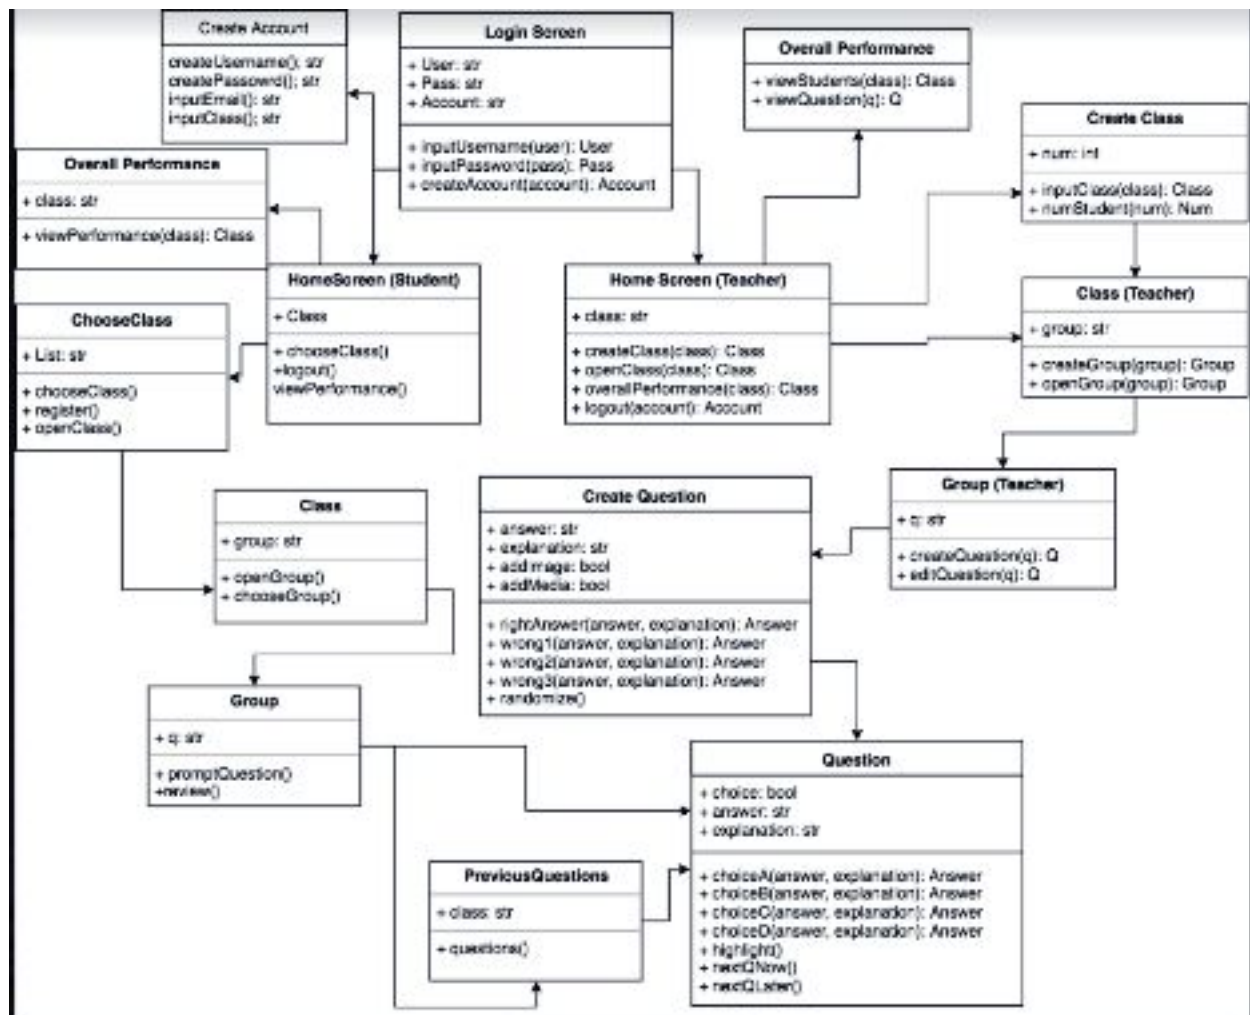 Create Account
createUsername(); str
createPassowrd(); str
inputEmail(): str
inputClass(); str
Login Screen
+ User: str
+ Pass: str
+ Account: str
+ inputUsername(user): User
+ inputPassword(pass): Pass
+ createAccount(account): Account
Overall Performance
+ viewStudents(class): Class
+ viewQuestion(q): Q
Create Class
+ num: int
+ inputClass(class): Class
+ numStudent(num): Num
Overall Performance
+ class: str
+ viewPerformance(class): Class
HomeScreen (Student)
+ Class
+ chooseClass()
+logout()
viewPerformance()
Home Screen (Teacher)
+ class: str
+ createClass(class): Class
+ openClass(class): Class
+ overallPerformance(class): Class
+ logout(account): Account
Class (Teacher)
+ group: str
+ createGroup(group): Group
+ openGroup(group): Group
ChooseClass
+ List: str
+ chooseClass()
+ register()
+ openClass()
Class
+ group: str
+ openGroup()
+ chooseGroup()
Create Question
+ answer: str
+ explanation: str
+ addImage: bool
+ addMedia: bool
+ rightAnswer(answer, explanation): Answer
+ wrong1(answer, explanation): Answer
+ wrong2(answer, explanation): Answer
+ wrong3(answer, explanation): Answer
+ randomize()
Group (Teacher)
+ q: str
+ createQuestion(q): Q
+ editQuestion(q): Q
Group
+ q: str
+ promptQuestion()
+review()
Question
+ choice: bool
+ answer: str
+ explanation: str
+ choiceA(answer, explanation): Answer
+ choiceB(answer, explanation): Answer
+ choiceC(answer, explanation): Answer
+ choiceD(answer, explanation): Answer
+ highlight()
+ nextQNow()
+ nextQLater()
PreviousQuestions
+ class: str
+ questions()